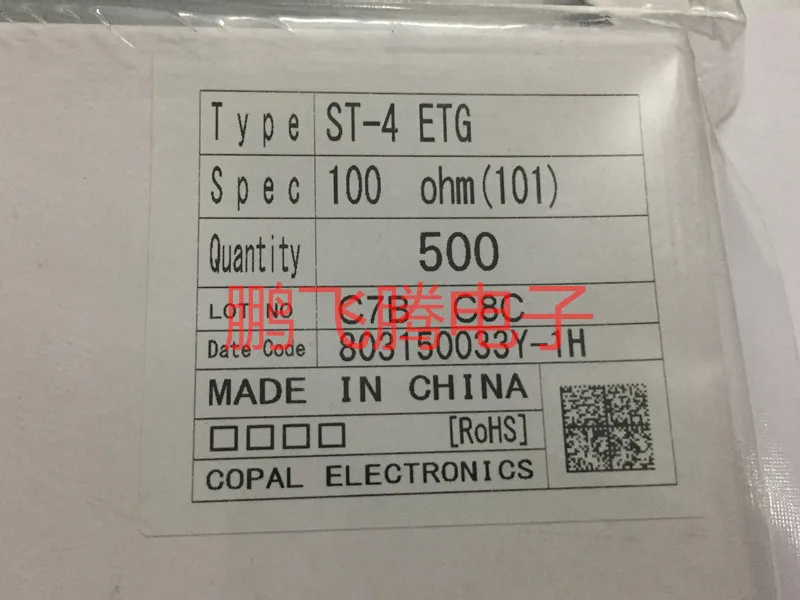 Type ST-4 ETG
Spec 100 ohm(101)
Quantity 500
LOT NO C7B C8C
鹏飞腾电子
Date Code 803150033Y-1H
MADE IN CHINA
□□□□ [RoHS]
COPAL ELECTRONICS